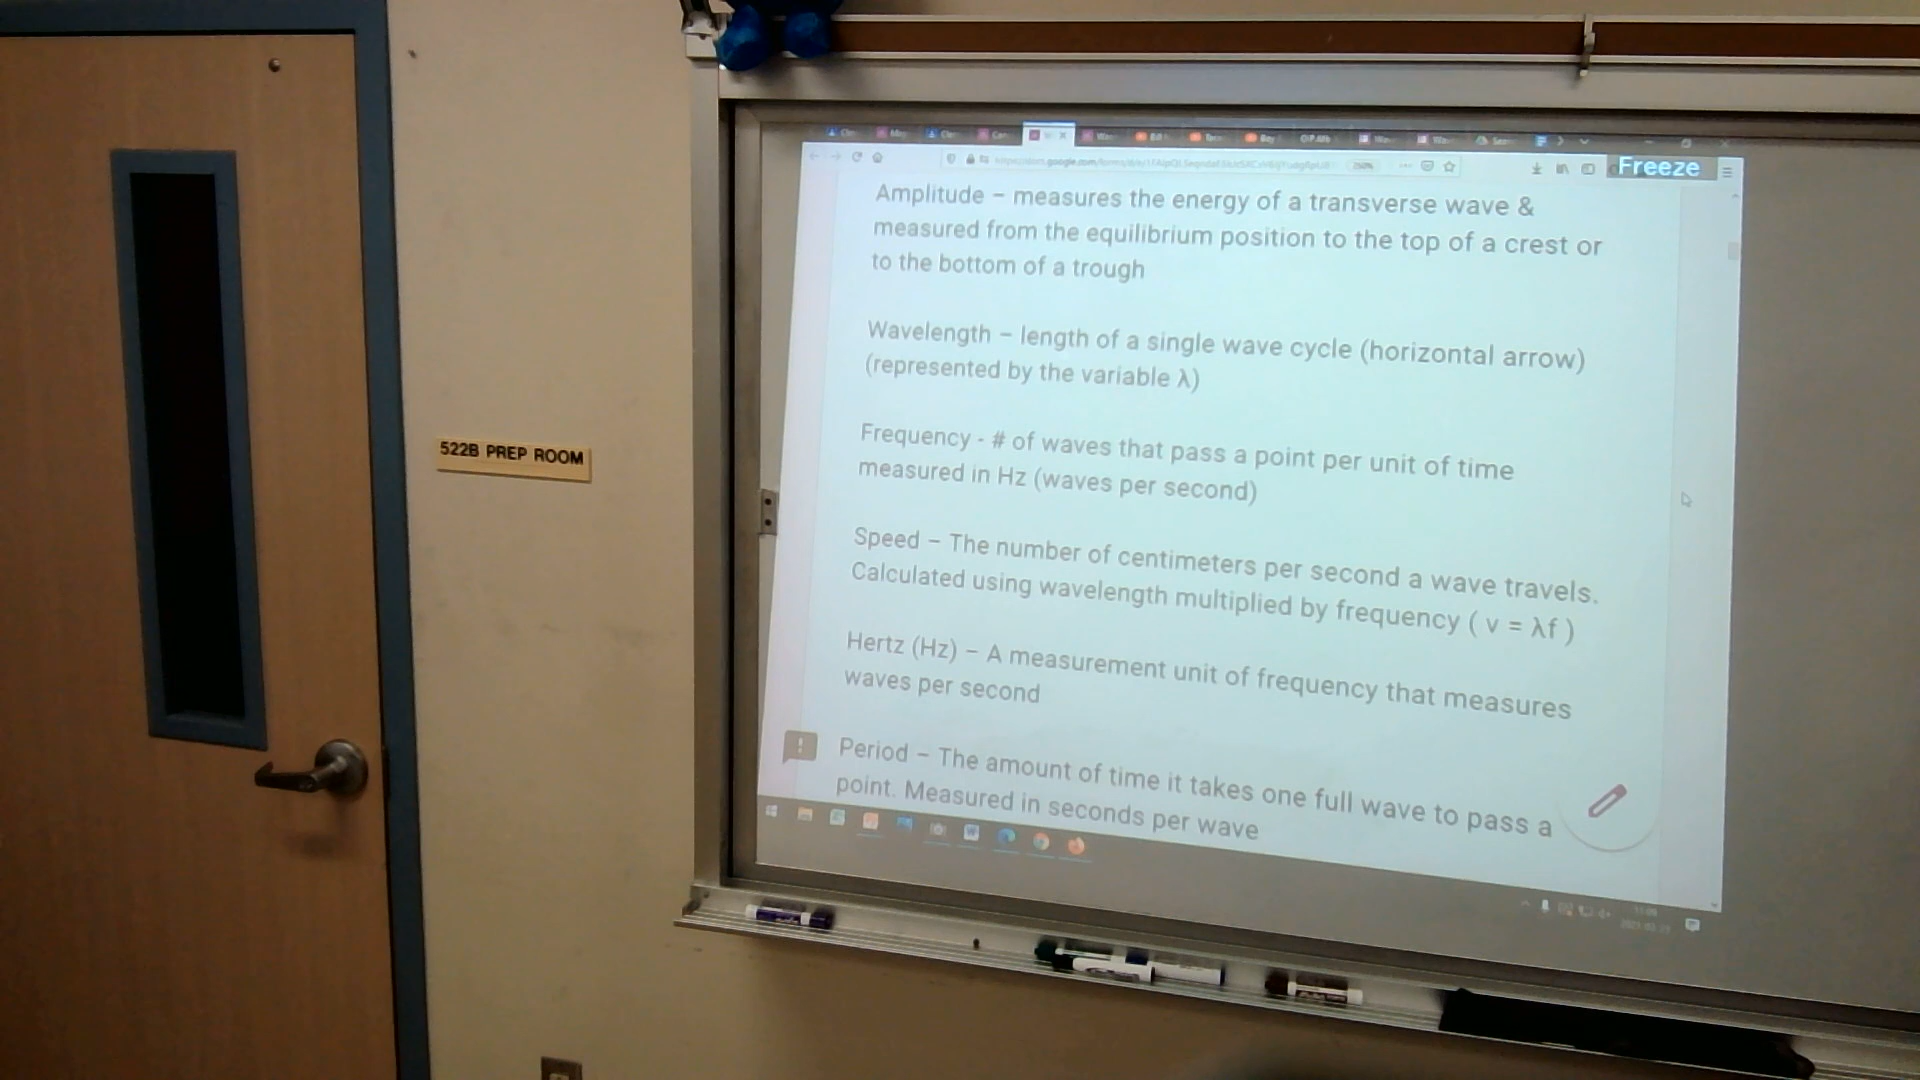 Freeze
Amplitude – measures the energy of a transverse wave &
measured from the equilibrium position to the top of a crest or
to the bottom of a trough
Wavelength – length of a single wave cycle (horizontal arrow)
(represented by the variable λ)
522B PREP ROOM
Frequency - # of waves that pass a point per unit of time
measured in Hz (waves per second)
Speed – The number of centimeters per second a wave travels.
Calculated using wavelength multiplied by frequency ( v = λf )
Hertz (Hz) – A measurement unit of frequency that measures
waves per second
Period – The amount of time it takes one full wave to pass a
point. Measured in seconds per wave